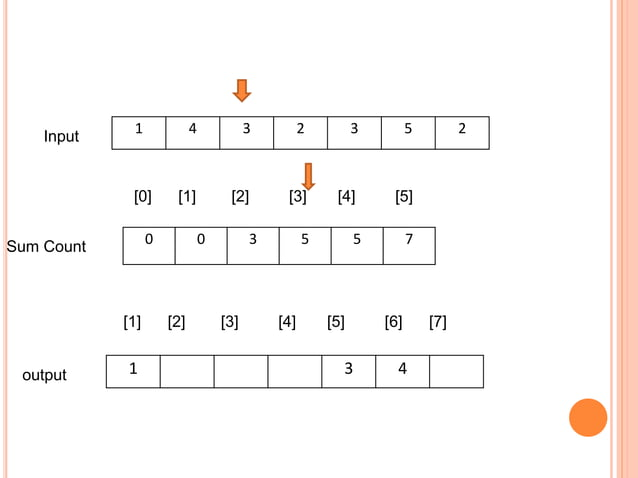 Input 1 4 3 2 3 5 2
[0] [1] [2] [3] [4] [5]
Sum Count 0 0 3 5 5 7
[1] [2] [3] [4] [5] [6] [7]
output 1 3 4